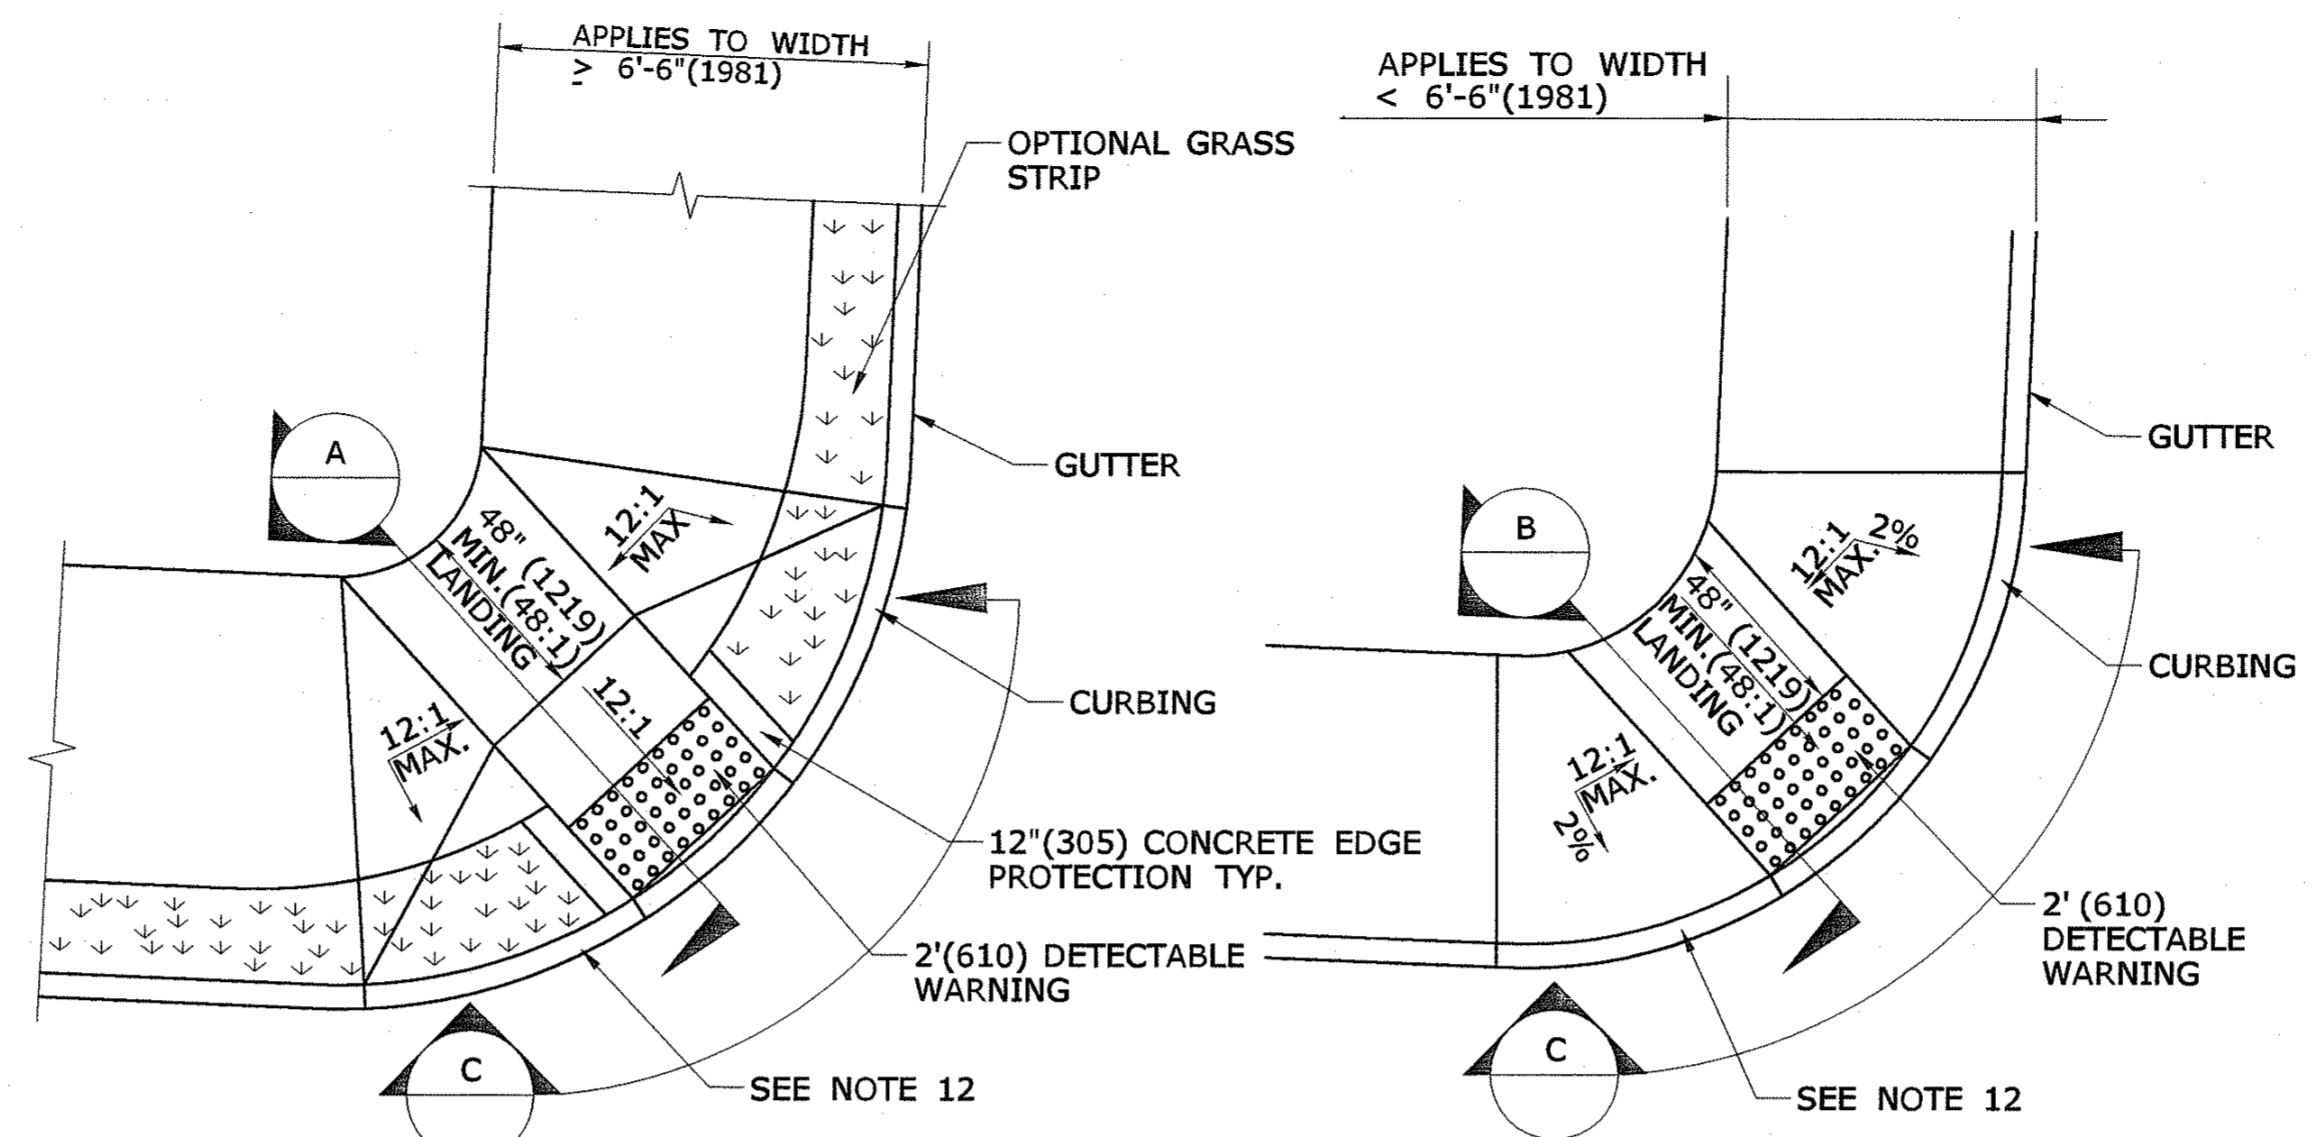 APPLIES TO WIDTH
≥ 6'-6"(1981)
OPTIONAL GRASS
STRIP
GUTTER
A
48" (1219)
MIN.(48:1)
LANDING
12:1
MAX
12:1
MAX.
12:1
CURBING
12"(305) CONCRETE EDGE
PROTECTION TYP.
2'(610) DETECTABLE
WARNING
C
SEE NOTE 12
APPLIES TO WIDTH
< 6'-6"(1981)
GUTTER
B
48" (1219)
MIN.(48:1)
LANDING
12:1
MAX.
2%
12:1
MAX.
2%
CURBING
2' (610)
DETECTABLE
WARNING
C
SEE NOTE 12